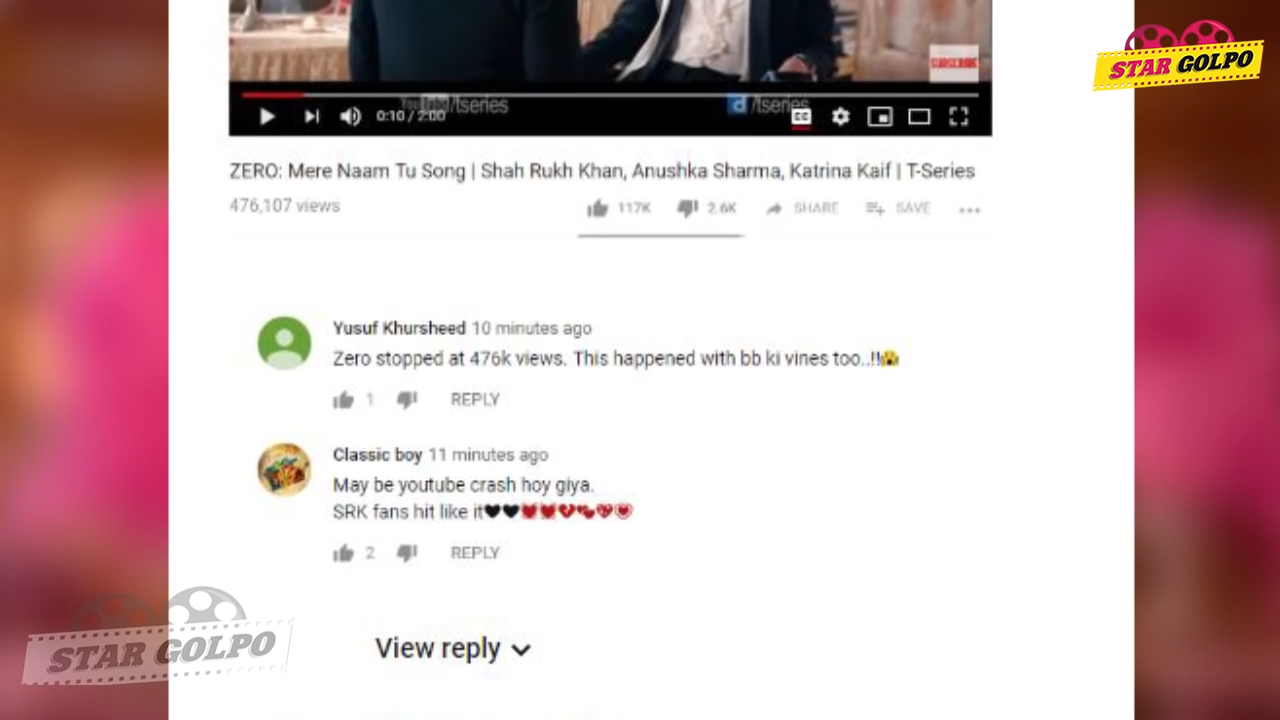 STAR GOLPO
SUBSCRIBE
/tseries
/tseries
0:10 / 2:00
CC
ZERO: Mere Naam Tu Song | Shah Rukh Khan, Anushka Sharma, Katrina Kaif | T-Series
476,107 views
117K
2.6K
SHARE
SAVE
Yusuf Khursheed 10 minutes ago
Zero stopped at 476k views. This happened with bb ki vines too..!!😱
1
REPLY
Classic boy 11 minutes ago
May be youtube crash hoy giya.
SRK fans hit like it
2
REPLY
STAR GOLPO
View reply